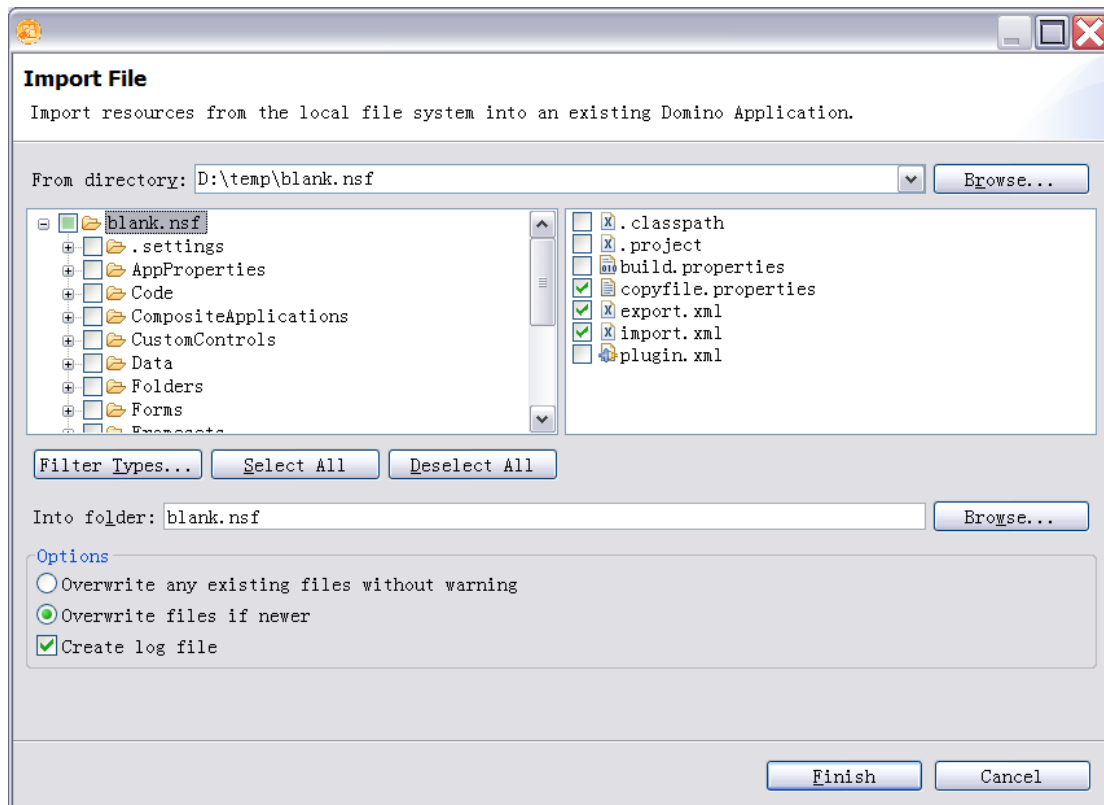 Import File
Import resources from the local file system into an existing Domino Application.
From directory: D:\temp\blank.nsf Browse...
blank.nsf
.settings
AppProperties
Code
CompositeApplications
CustomControls
Data
Folders
Forms
Framesets
.classpath
.project
build.properties
copyfile.properties
export.xml
import.xml
plugin.xml
Filter Types... Select All Deselect All
Into folder: blank.nsf Browse...
Options
Overwrite any existing files without warning
Overwrite files if newer
Create log file
Finish Cancel